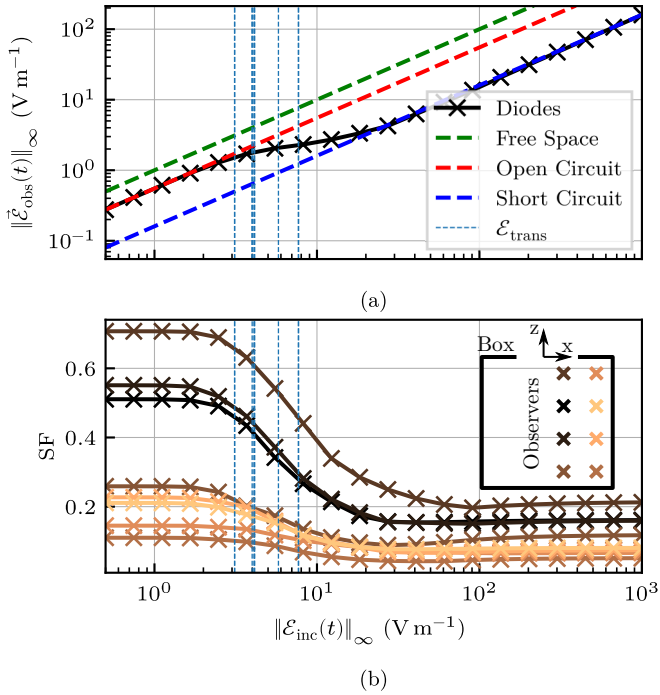 10²
10¹
10⁰
10⁻¹
‖ℰ⃗obs(t)‖∞ (V m⁻¹)
Diodes
Free Space
Open Circuit
Short Circuit
ℰtrans
(a)
0.6
0.4
0.2
SF
Box
z
x
Observers
10⁰
10¹
10²
10³
‖ℰinc(t)‖∞ (V m⁻¹)
(b)